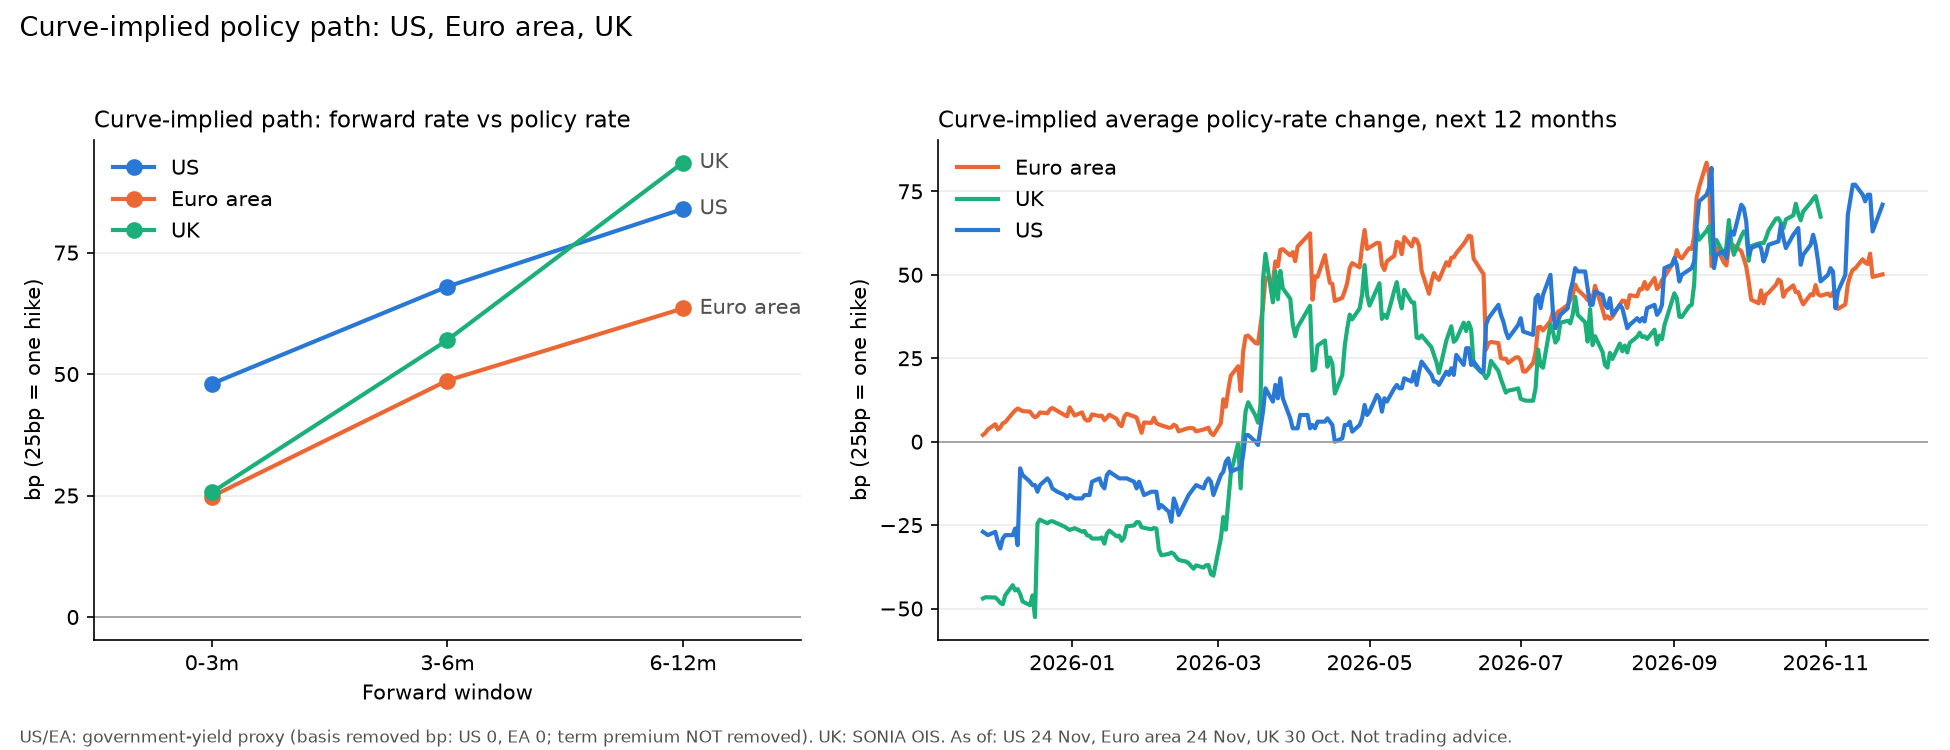 Curve-implied policy path: US, Euro area, UK
Curve-implied path: forward rate vs policy rate
US
Euro area
UK
UK
US
Euro area
75
50
25
0
bp (25bp = one hike)
0-3m
3-6m
6-12m
Forward window
Curve-implied average policy-rate change, next 12 months
Euro area
UK
US
75
50
25
0
−25
−50
bp (25bp = one hike)
2026-01
2026-03
2026-05
2026-07
2026-09
2026-11
US/EA: government-yield proxy (basis removed bp: US 0, EA 0; term premium NOT removed). UK: SONIA OIS. As of: US 24 Nov, Euro area 24 Nov, UK 30 Oct. Not trading advice.